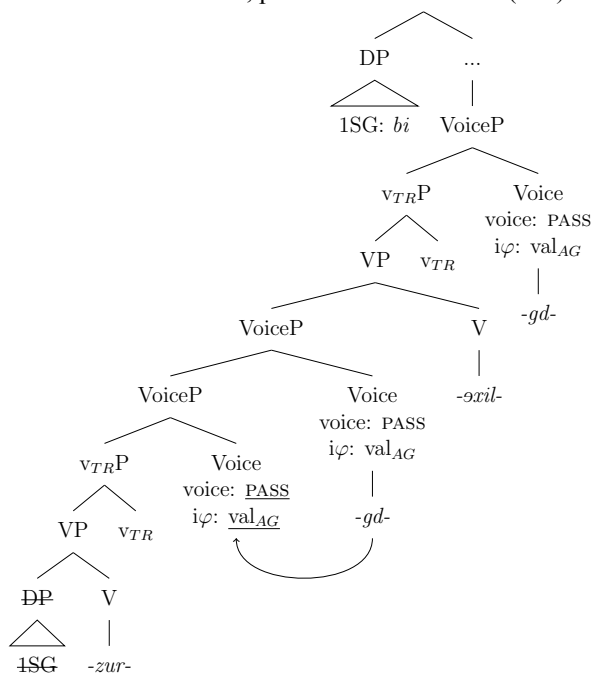 DP ...
1SG: bi VoiceP
v_TRP Voice
voice: PASS
iφ: val_AG
VP v_TR
-gd-
VoiceP V
VoiceP Voice -эxil-
voice: PASS
iφ: val_AG
v_TRP Voice
voice: PASS
iφ: val_AG -gd-
VP v_TR
DP V
1SG -zur-